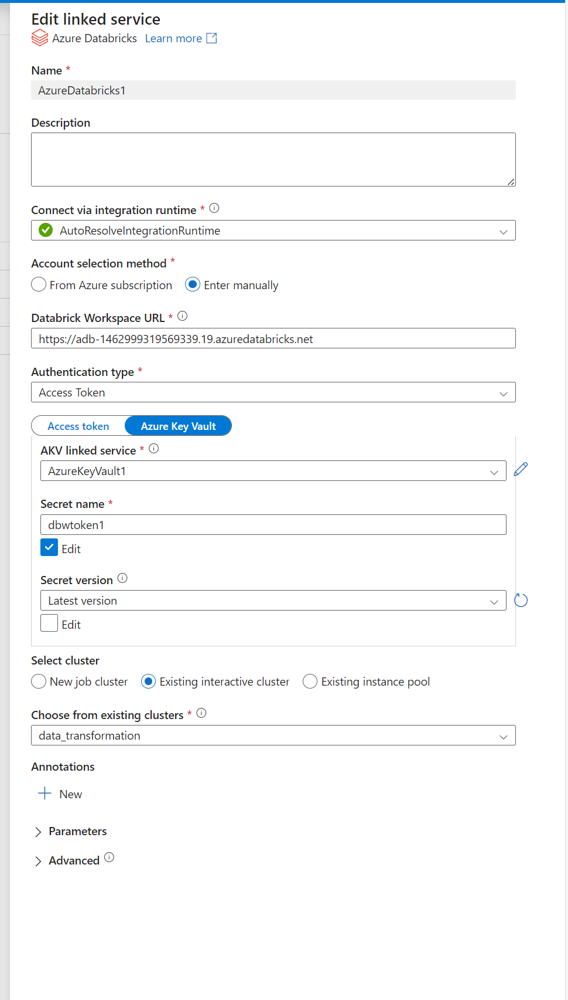 Edit linked service
Azure Databricks Learn more
Name *
AzureDatabricks1
Description
Connect via integration runtime *
AutoResolveIntegrationRuntime
Account selection method *
From Azure subscription Enter manually
Databrick Workspace URL *
https://adb-1462999319569339.19.azuredatabricks.net
Authentication type *
Access Token
Access token Azure Key Vault
AKV linked service *
AzureKeyVault1
Secret name *
dbwtoken1
Edit
Secret version
Latest version
Edit
Select cluster
New job cluster Existing interactive cluster Existing instance pool
Choose from existing clusters *
data_transformation
Annotations
New
Parameters
Advanced